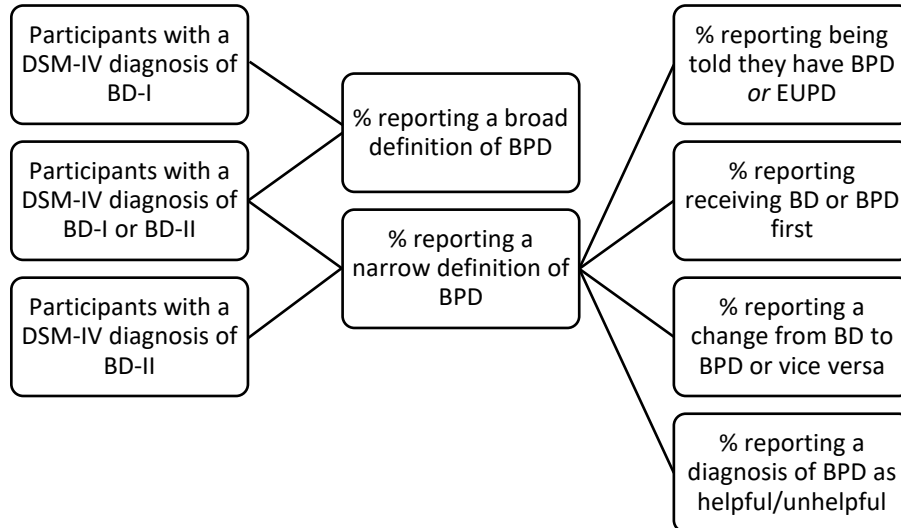 Participants with a
DSM-IV diagnosis of
BD-I
Participants with a
DSM-IV diagnosis of
BD-I or BD-II
Participants with a
DSM-IV diagnosis of
BD-II
% reporting a broad
definition of BPD
% reporting a
narrow definition of
BPD
% reporting being
told they have BPD
or EUPD
% reporting
receiving BD or BPD
first
% reporting a
change from BD to
BPD or vice versa
% reporting a
diagnosis of BPD as
helpful/unhelpful